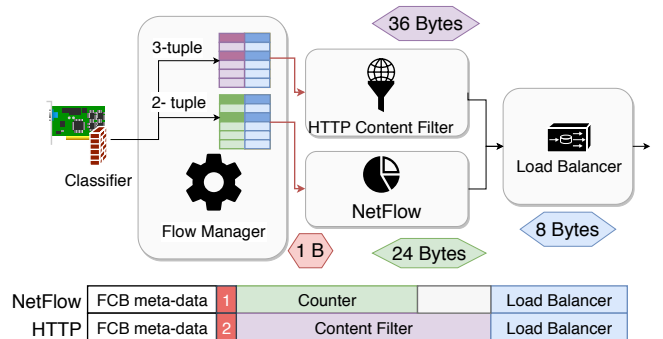 36 Bytes
3-tuple
2- tuple
HTTP Content Filter
Classifier
Load Balancer
NetFlow
Flow Manager
1 B
24 Bytes
8 Bytes
NetFlow FCB meta-data 1 Counter Load Balancer
HTTP FCB meta-data 2 Content Filter Load Balancer